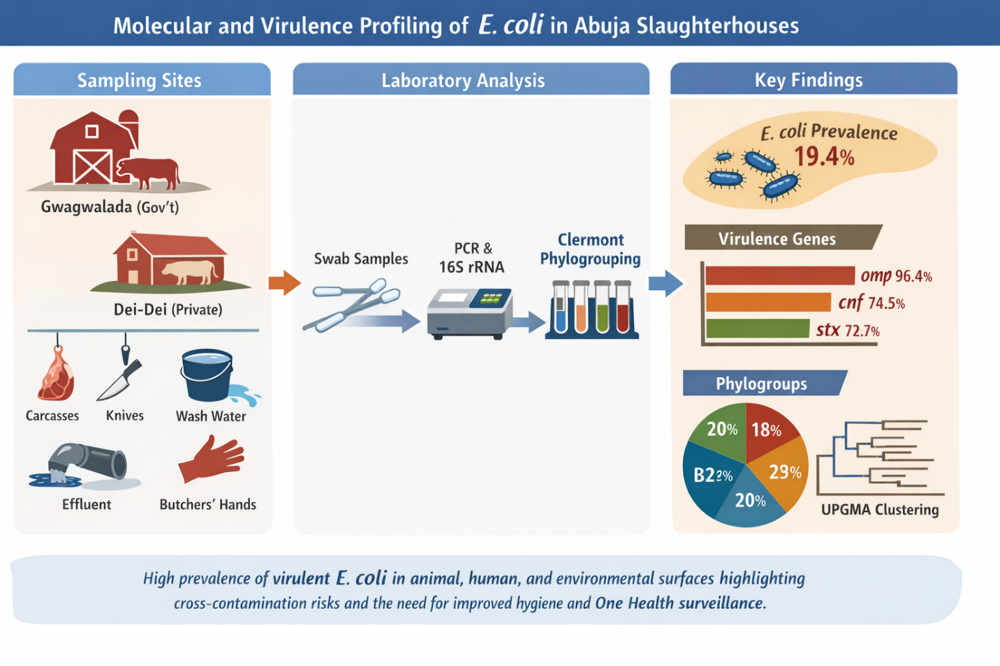 Molecular and Virulence Profiling of E. coli in Abuja Slaughterhouses
Sampling Sites
Gwagwalada (Gov't)
Dei-Dei (Private)
Carcasses
Knives
Wash Water
Effluent
Butchers' Hands
Laboratory Analysis
Swab Samples
PCR &
16S rRNA
Clermont
Phylogrouping
Key Findings
E. coli Prevalence
19.4%
Virulence Genes
omp 96.4%
cnf 74.5%
stx 72.7%
Phylogroups
20%
18%
B2
20%
UPGMA Clustering
High prevalence of virulent E. coli in animal, human, and environmental surfaces highlighting
cross-contamination risks and the need for improved hygiene and One Health surveillance.